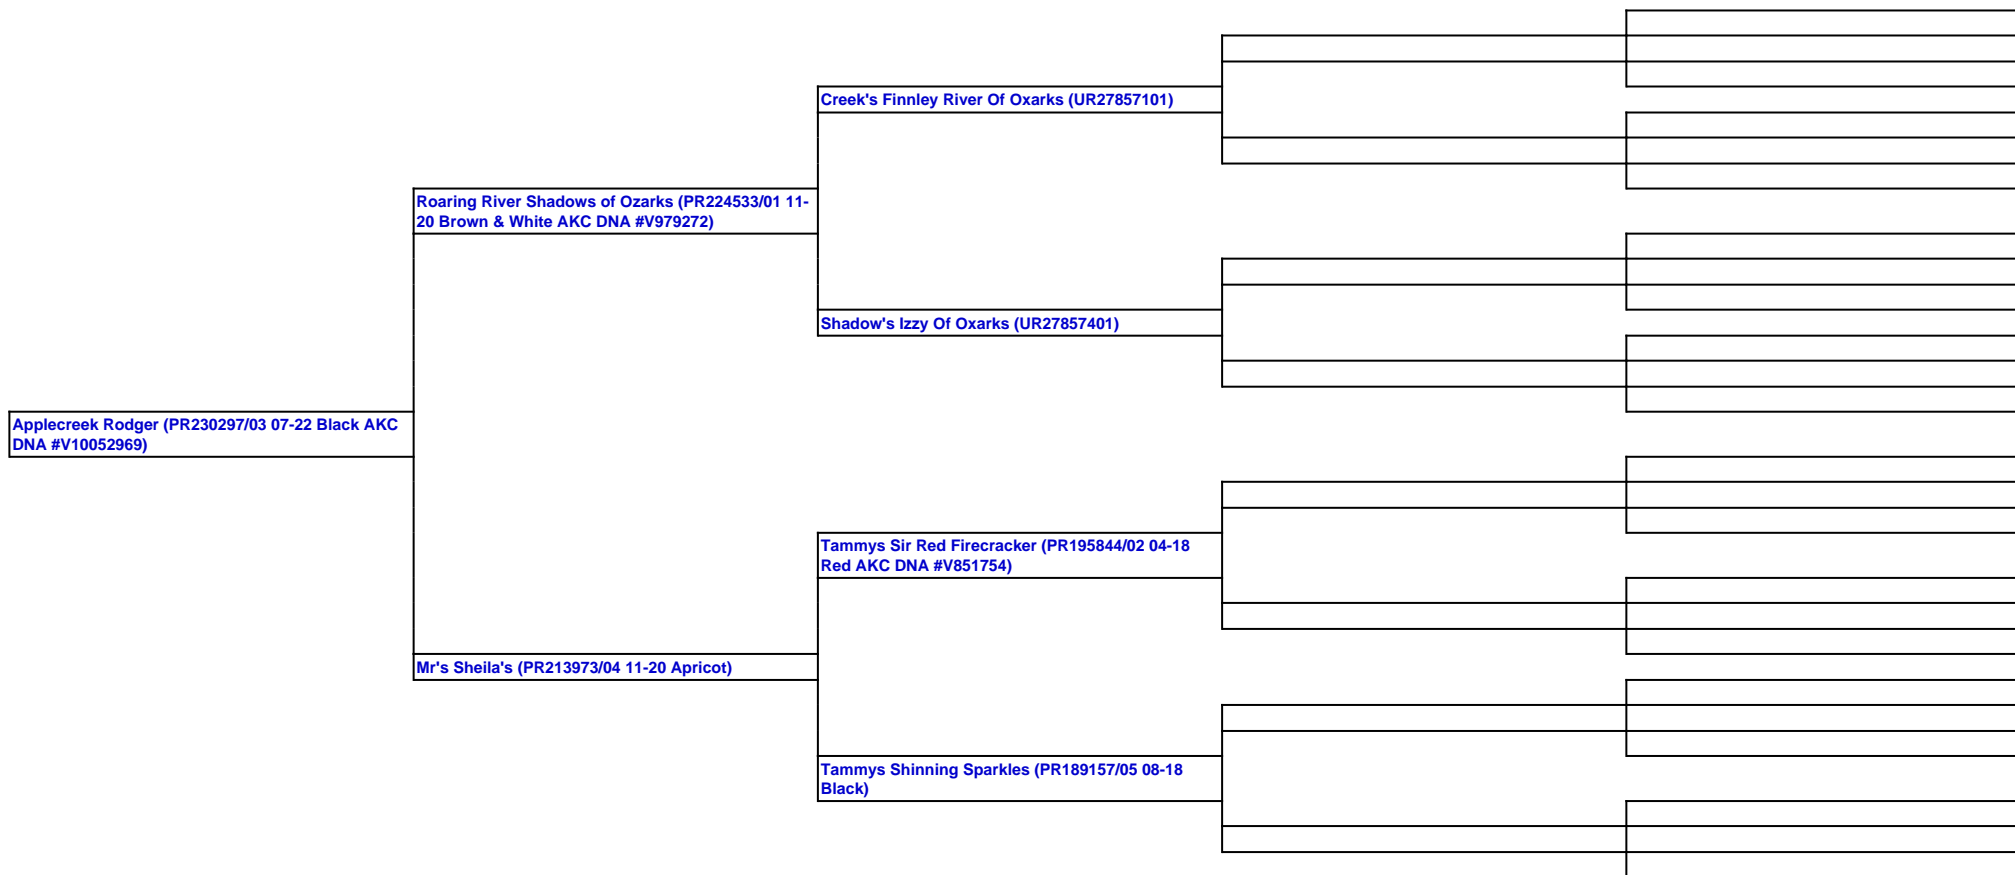 Creek's Finnley River Of Oxarks (UR27857101)
Roaring River Shadows of Ozarks (PR224533/01 11-
20 Brown & White AKC DNA #V979272)
Shadow's Izzy Of Oxarks (UR27857401)
Applecreek Rodger (PR230297/03 07-22 Black AKC
DNA #V10052969)
Tammys Sir Red Firecracker (PR195844/02 04-18
Red AKC DNA #V851754)
Mr's Sheila's (PR213973/04 11-20 Apricot)
Tammys Shinning Sparkles (PR189157/05 08-18
Black)